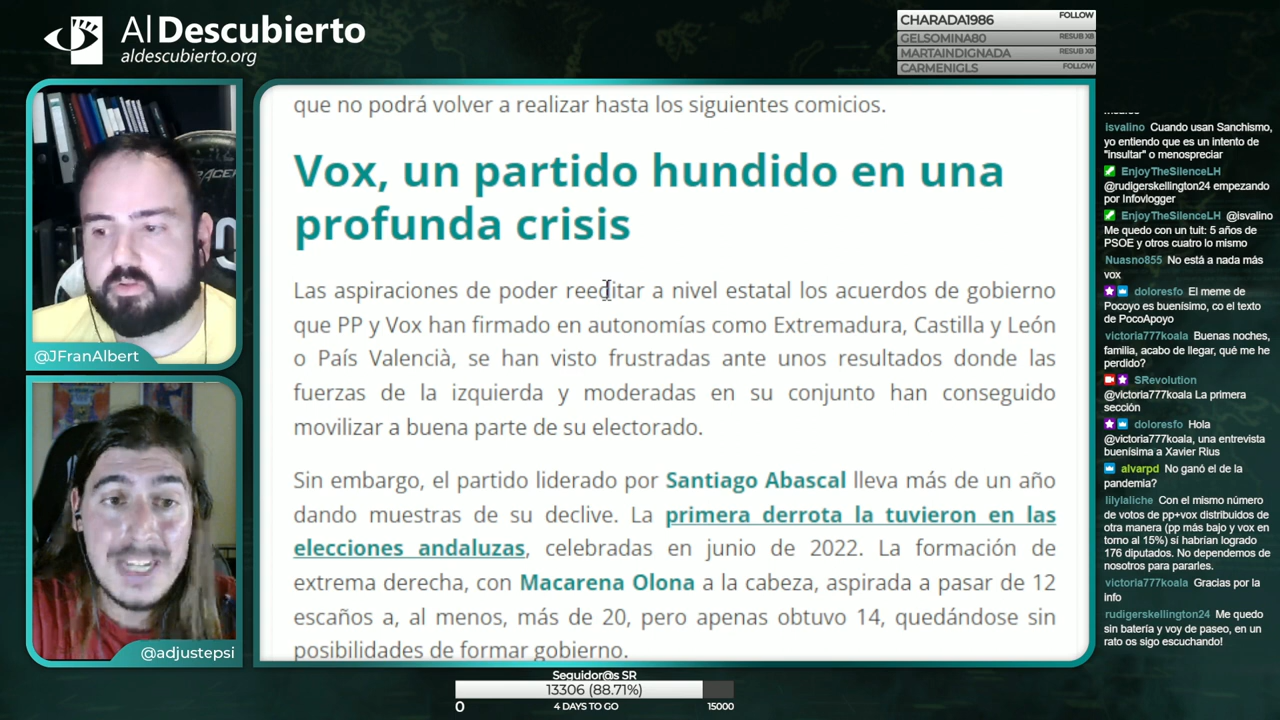 Al Descubierto
aldescubierto.org
CHARADA1986 FOLLOW
GELSOMINA80 RESUB X8
MARTAINDIGNADA RESUB X8
CARMENIGLS FOLLOW
@JFranAlbert
@adjustepsi
que no podrá volver a realizar hasta los siguientes comicios.
Vox, un partido hundido en una
profunda crisis
Las aspiraciones de poder reeditar a nivel estatal los acuerdos de gobierno
que PP y Vox han firmado en autonomías como Extremadura, Castilla y León
o País Valencià, se han visto frustradas ante unos resultados donde las
fuerzas de la izquierda y moderadas en su conjunto han conseguido
movilizar a buena parte de su electorado.
Sin embargo, el partido liderado por Santiago Abascal lleva más de un año
dando muestras de su declive. La primera derrota la tuvieron en las
elecciones andaluzas, celebradas en junio de 2022. La formación de
extrema derecha, con Macarena Olona a la cabeza, aspirada a pasar de 12
escaños a, al menos, más de 20, pero apenas obtuvo 14, quedándose sin
posibilidades de formar gobierno.
isvalino Cuando usan Sanchismo,
yo entiendo que es un intento de
"insultar" o menospreciar
EnjoyTheSilenceLH
@rudigerskellington24 empezando
por Infovlogger
EnjoyTheSilenceLH @isvalino
Me quedo con un tuit: 5 años de
PSOE y otros cuatro lo mismo
Nuasno855 No está a nada más
vox
doloresfo El meme de
Pocoyo es buenísimo, co el texto
de PocoApoyo
victoria777koala Buenas noches,
familia, acabo de llegar, qué me he
perdido?
SRevolution
@victoria777koala La primera
sección
doloresfo Hola
@victoria777koala, una entrevista
buenísima a Xavier Rius
alvarpd No ganó el de la
pandemia?
lilylaliche Con el mismo número
de votos de pp+vox distribuidos de
otra manera (pp más bajo y vox en
torno al 15%) sí habrían logrado
176 diputados. No dependemos de
nosotros para pararles.
victoria777koala Gracias por la
info
rudigerskellington24 Me quedo
sin batería y voy de paseo, en un
rato os sigo escuchando!
Seguidor@s SR
13306 (88.71%)
0 4 DAYS TO GO 15000